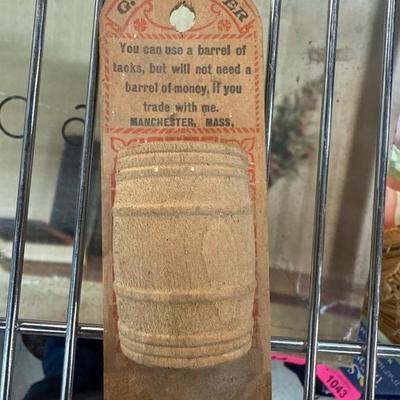 You can use a barrel of
tacks, but will not need a
barrel of money, if you
trade with me.
MANCHESTER, MASS.
1043